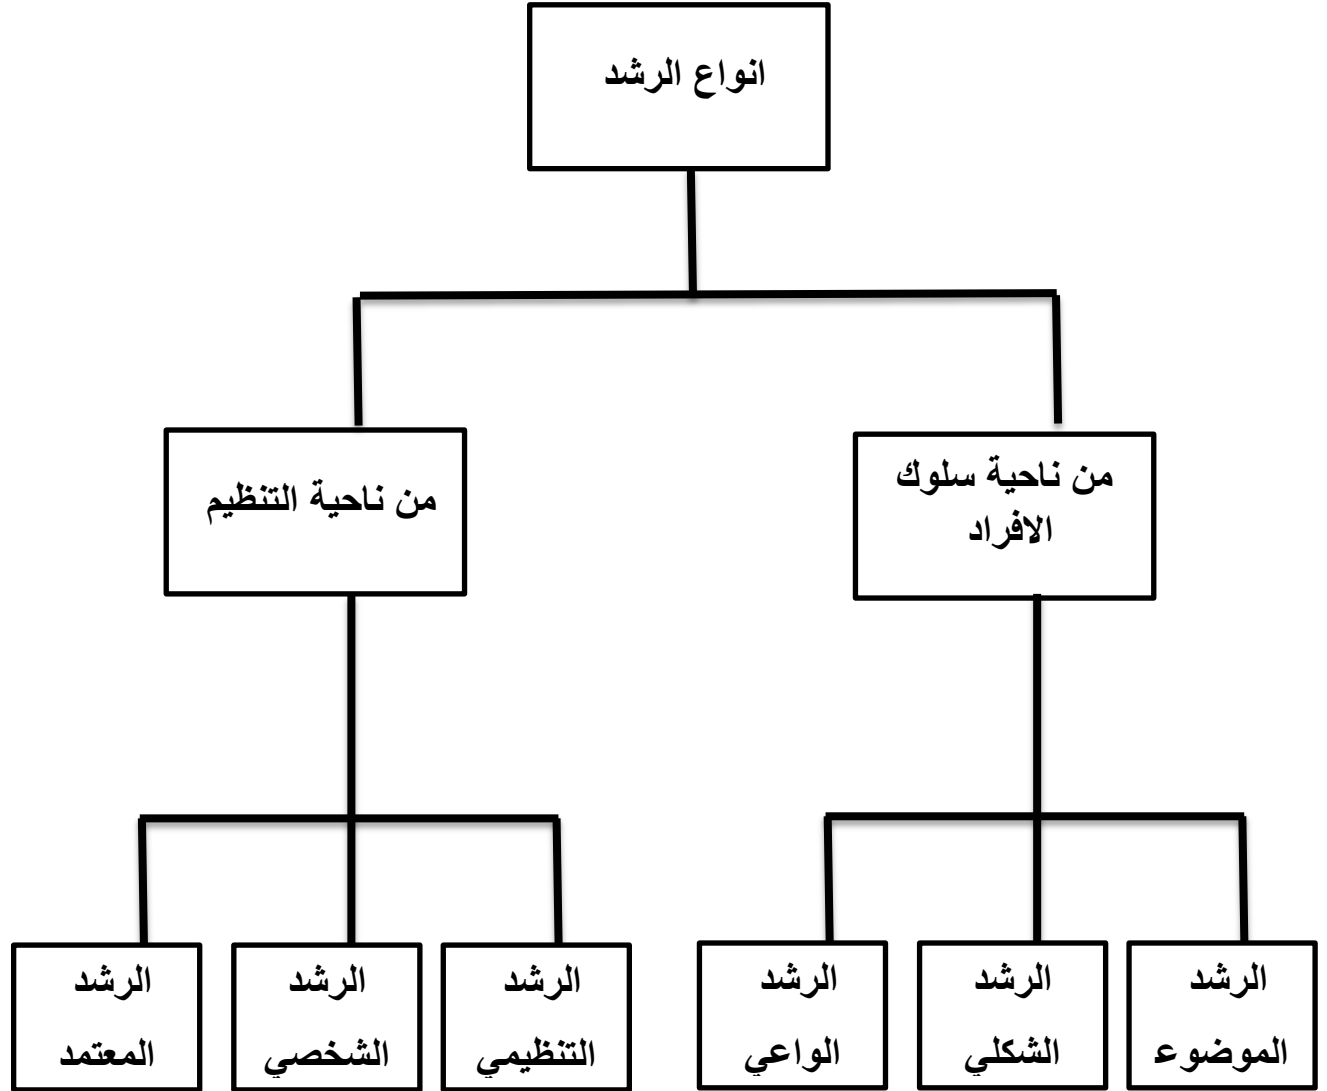 انواع الرشد
من ناحية سلوك
الافراد
من ناحية التنظيم
الرشد
الموضوع
الرشد
الشكلي
الرشد
الواعي
الرشد
التنظيمي
الرشد
الشخصي
الرشد
المعتمد